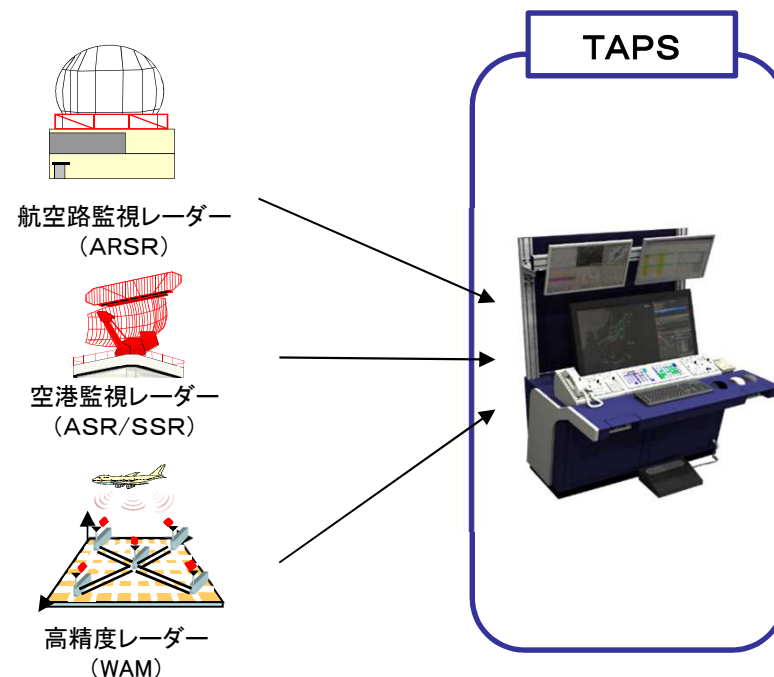 TAPS
航空路監視レーダー
（ARSR）
空港監視レーダー
（ASR/SSR）
高精度レーダー
（WAM）